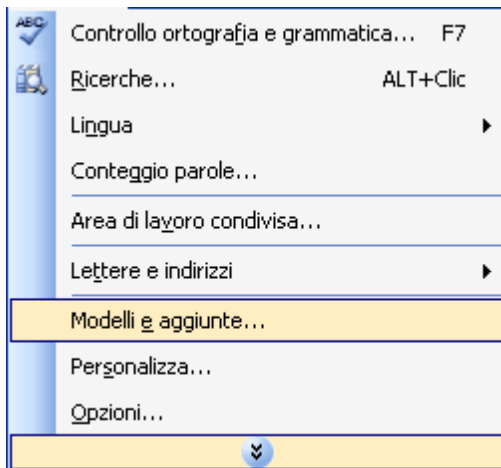 ABC
Controllo ortografia e grammatica... F7
Ricerche... ALT+Clic
Lingua
Conteggio parole...
Area di lavoro condivisa...
Lettere e indirizzi
Modelli e aggiunte...
Personalizza...
Opzioni...